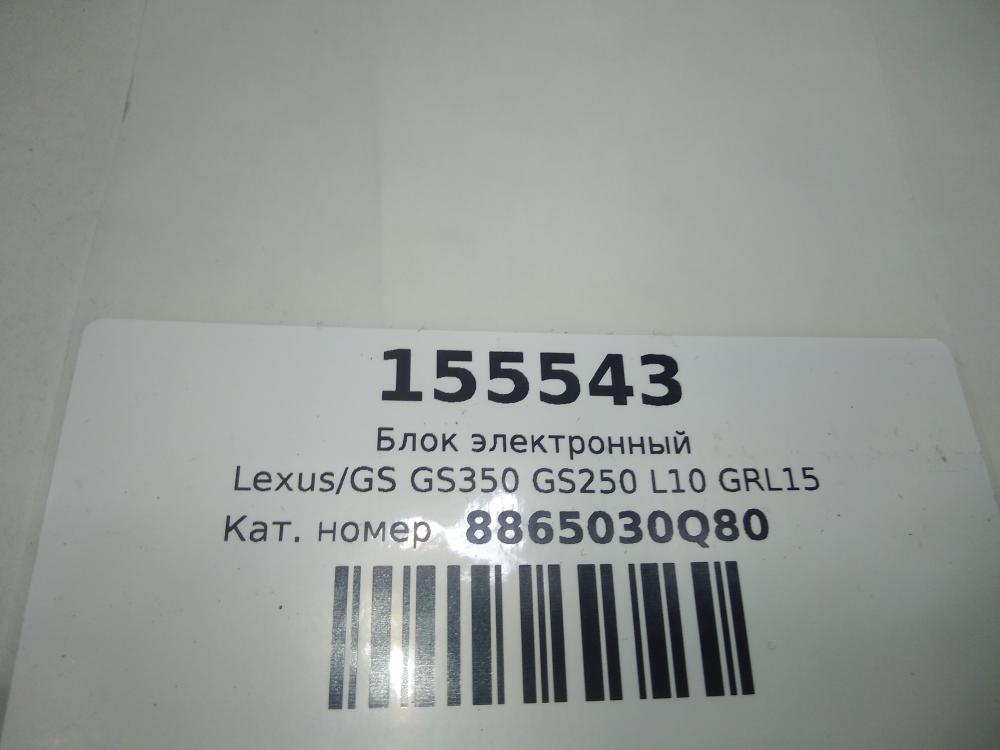 155543
Блок электронный
Lexus/GS GS350 GS250 L10 GRL15
Кат. номер 8865030Q80